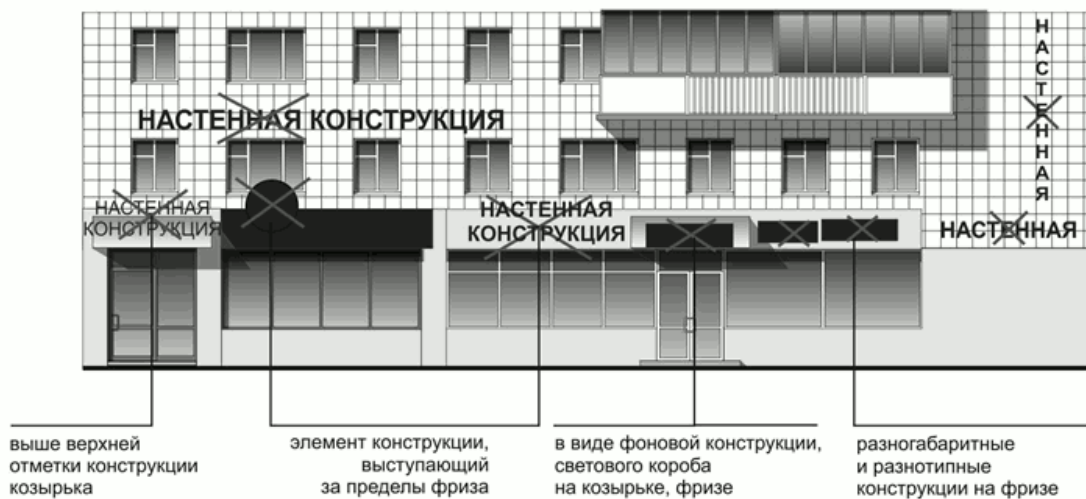 НАСТЕННАЯ
НАСТЕННАЯ КОНСТРУКЦИЯ
НАСТЕННАЯ
КОНСТРУКЦИЯ
НАСТЕННАЯ
КОНСТРУКЦИЯ
НАСТЕННАЯ
выше верхней
отметки конструкции
козырька
элемент конструкции,
выступающий
за пределы фриза
в виде фоновой конструкции,
светового короба
на козырьке, фризе
разногабаритные
и разнотипные
конструкции на фризе